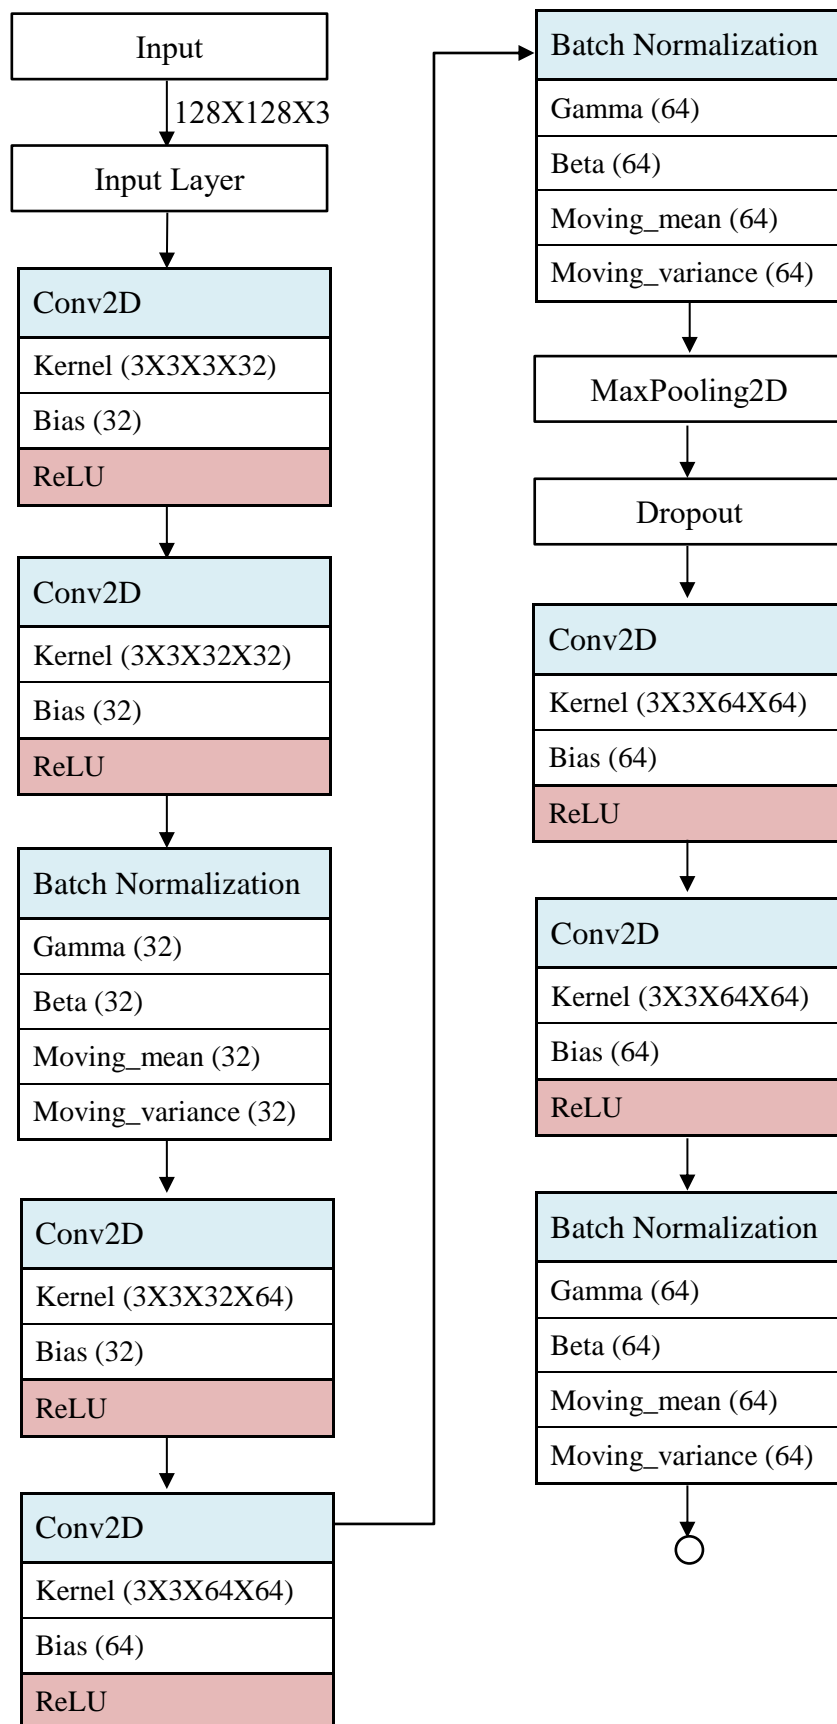 Input
128X128X3
Input Layer
Conv2D
Kernel (3X3X3X32)
Bias (32)
ReLU
Conv2D
Kernel (3X3X32X32)
Bias (32)
ReLU
Batch Normalization
Gamma (32)
Beta (32)
Moving_mean (32)
Moving_variance (32)
Conv2D
Kernel (3X3X32X64)
Bias (32)
ReLU
Conv2D
Kernel (3X3X64X64)
Bias (64)
ReLU
Batch Normalization
Gamma (64)
Beta (64)
Moving_mean (64)
Moving_variance (64)
MaxPooling2D
Dropout
Conv2D
Kernel (3X3X64X64)
Bias (64)
ReLU
Conv2D
Kernel (3X3X64X64)
Bias (64)
ReLU
Batch Normalization
Gamma (64)
Beta (64)
Moving_mean (64)
Moving_variance (64)